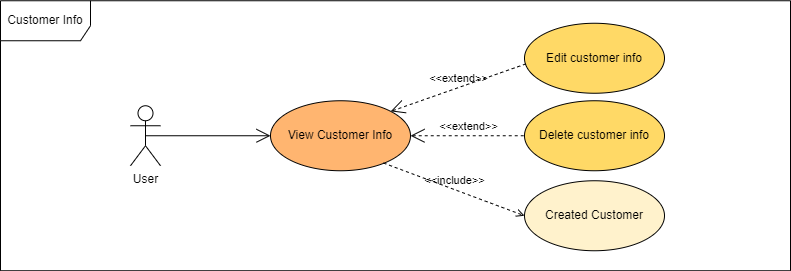 Customer Info
Edit customer info
<<extend>>
<<extend>>
View Customer Info
Delete customer info
User
<<include>>
Created Customer